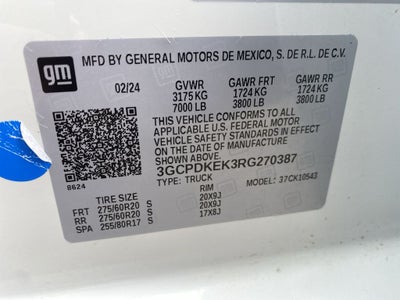 gm
MFD BY GENERAL MOTORS DE MEXICO, S. DE R.L. DE C.V.
02/24 GVWR GAWR FRT GAWR RR
3175 KG 1724 KG 1724 KG
7000 LB 3800 LB 3800 LB
THIS VEHICLE CONFORMS TO ALL
APPLICABLE U.S. FEDERAL MOTOR
VEHICLE SAFETY STANDARDS IN
EFFECT ON THE DATE OF
MANUFACTURE SHOWN ABOVE.
3GCPDKEK3RG270387
TYPE: TRUCK MODEL: 37CK10543
8624
TIRE SIZE RIM
FRT 275/60R20 S 20X9J
RR 275/60R20 S 20X9J
SPA 255/80R17 S 17X8J